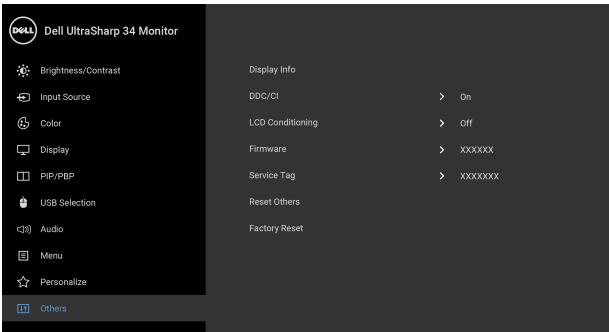 DELL Dell UltraSharp 34 Monitor
Brightness/Contrast
Input Source
Color
Display
PIP/PBP
USB Selection
Audio
Menu
Personalize
Others
Display Info
DDC/CI > On
LCD Conditioning > Off
Firmware > XXXXXX
Service Tag > XXXXXXX
Reset Others
Factory Reset